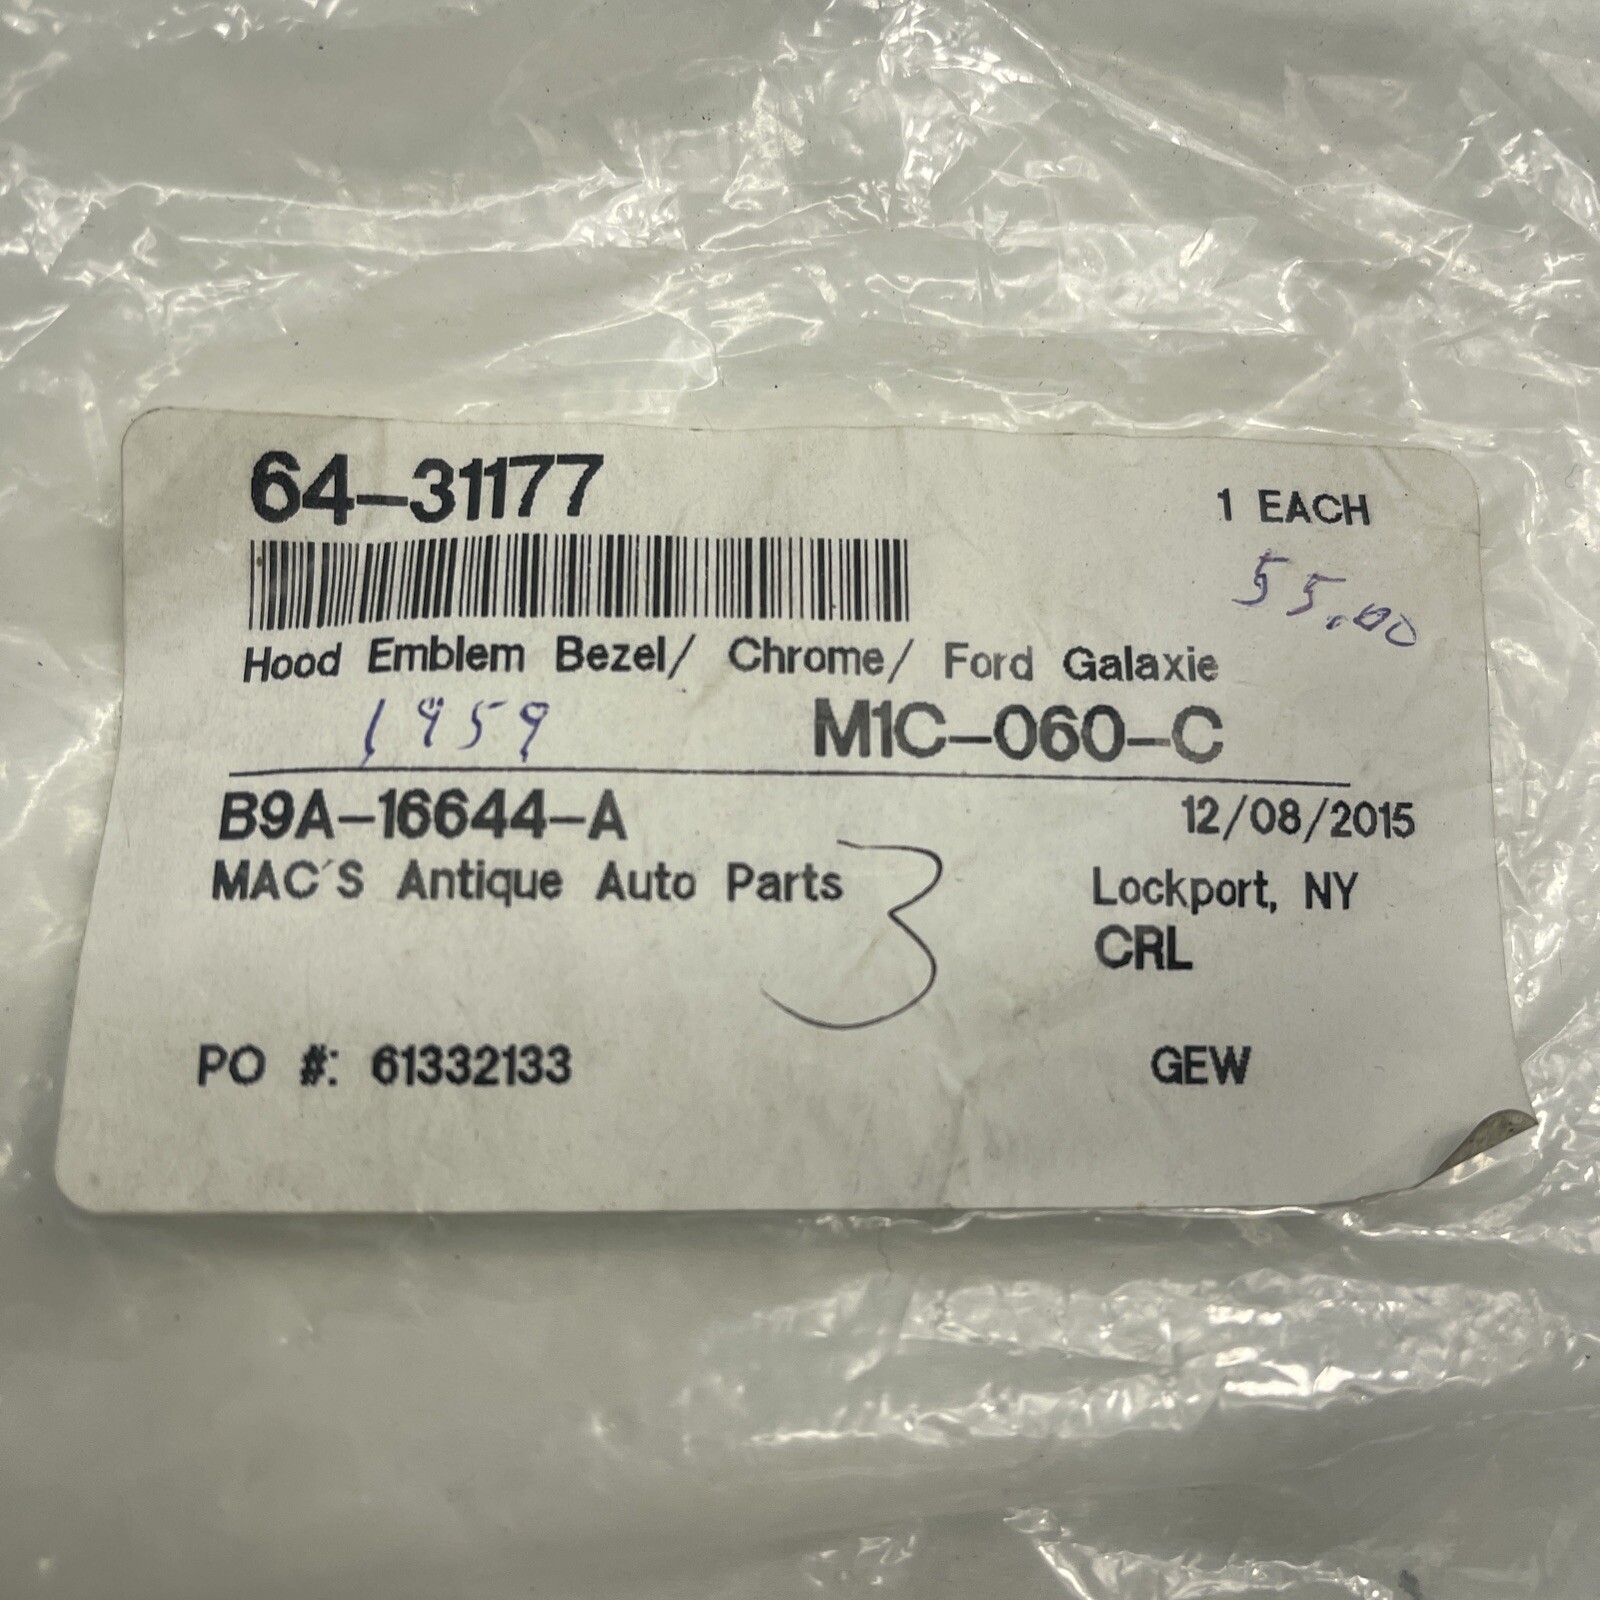 64-31177
1 EACH
55.00
Hood Emblem Bezel/ Chrome/ Ford Galaxie
1959
M1C-060-C
B9A-16644-A
12/08/2015
MAC'S Antique Auto Parts
3
Lockport, NY
CRL
PO #: 61332133
GEW